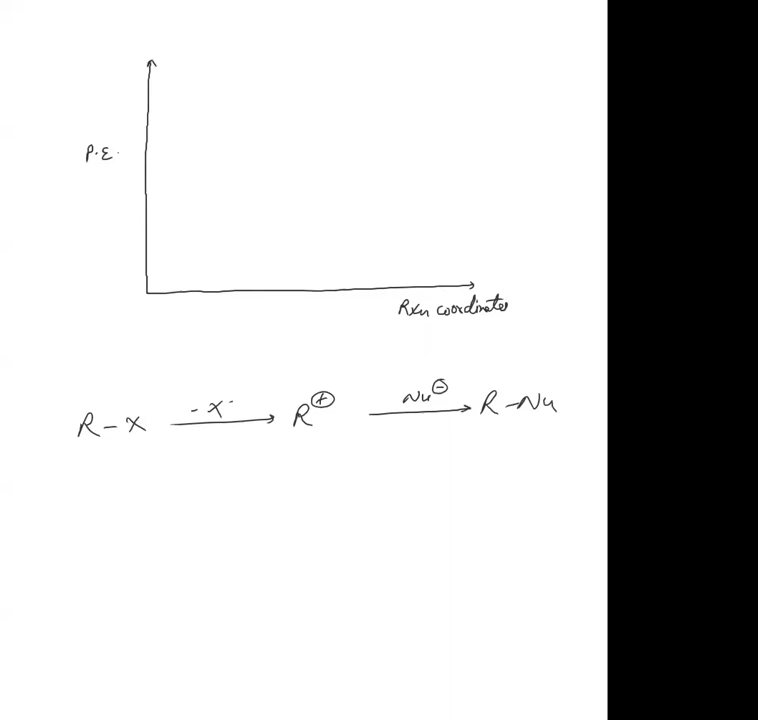 P.E.
Rxn coordinate
R-X -X⁻ → R⊕ Nu⊖ → R-Nu